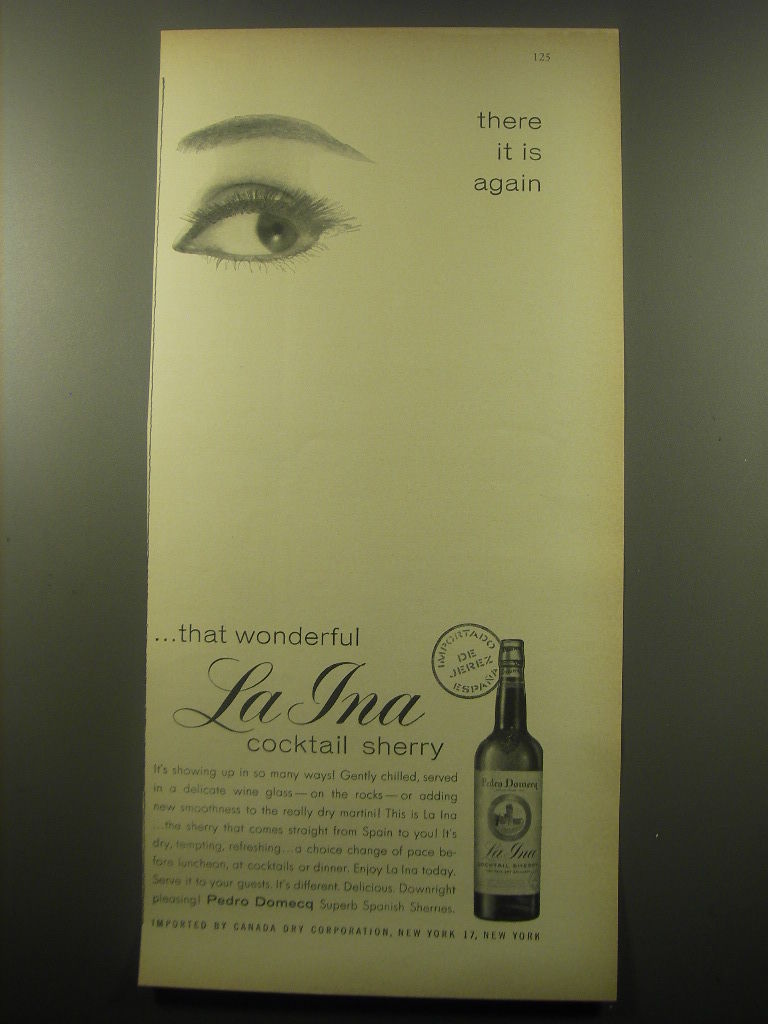 125
there
it is
again
...that wonderful
La Ina
cocktail sherry
IMPORTADO
DE
JEREZ
ESPAÑA
It's showing up in so many ways! Gently chilled, served
in a delicate wine glass—on the rocks—or adding
new smoothness to the really dry martini! This is La Ina
...the sherry that comes straight from Spain to you! It's
dry, tempting, refreshing...a choice change of pace be-
fore luncheon, at cocktails or dinner. Enjoy La Ina today.
Serve it to your guests. It's different. Delicious. Downright
pleasing! Pedro Domecq Superb Spanish Sherries.
Pedro Domecq
La Ina
COCKTAIL SHERRY
IMPORTED BY CANADA DRY CORPORATION, NEW YORK 17, NEW YORK